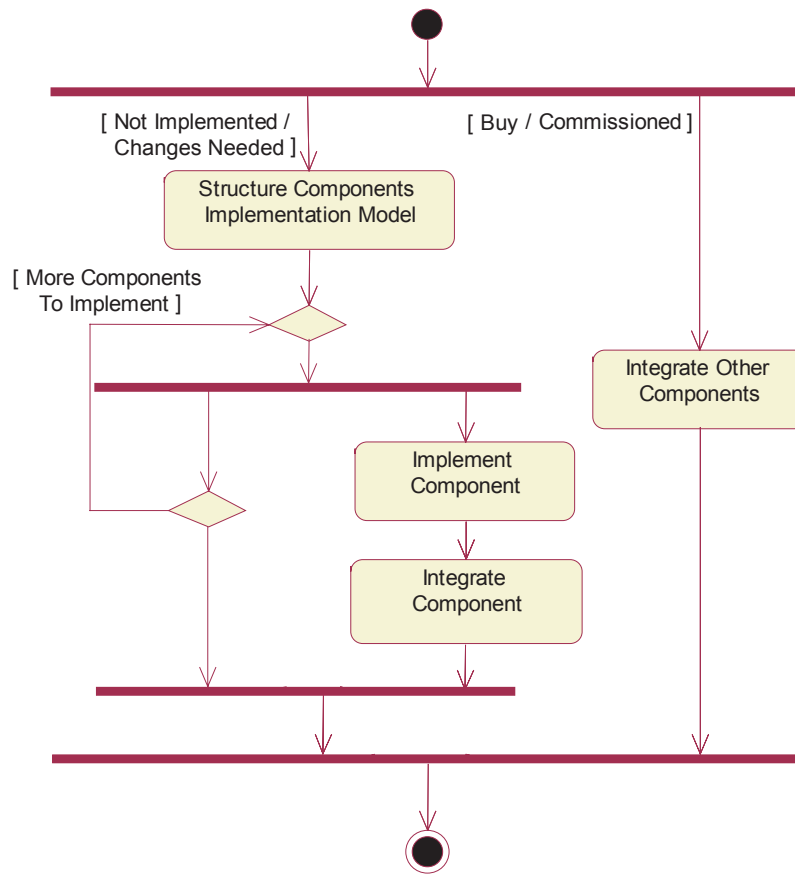 [ Not Implemented /
Changes Needed ]
[ Buy / Commissioned ]
Structure Components
Implementation Model
[ More Components
To Implement ]
Integrate Other
Components
Implement
Component
Integrate
Component